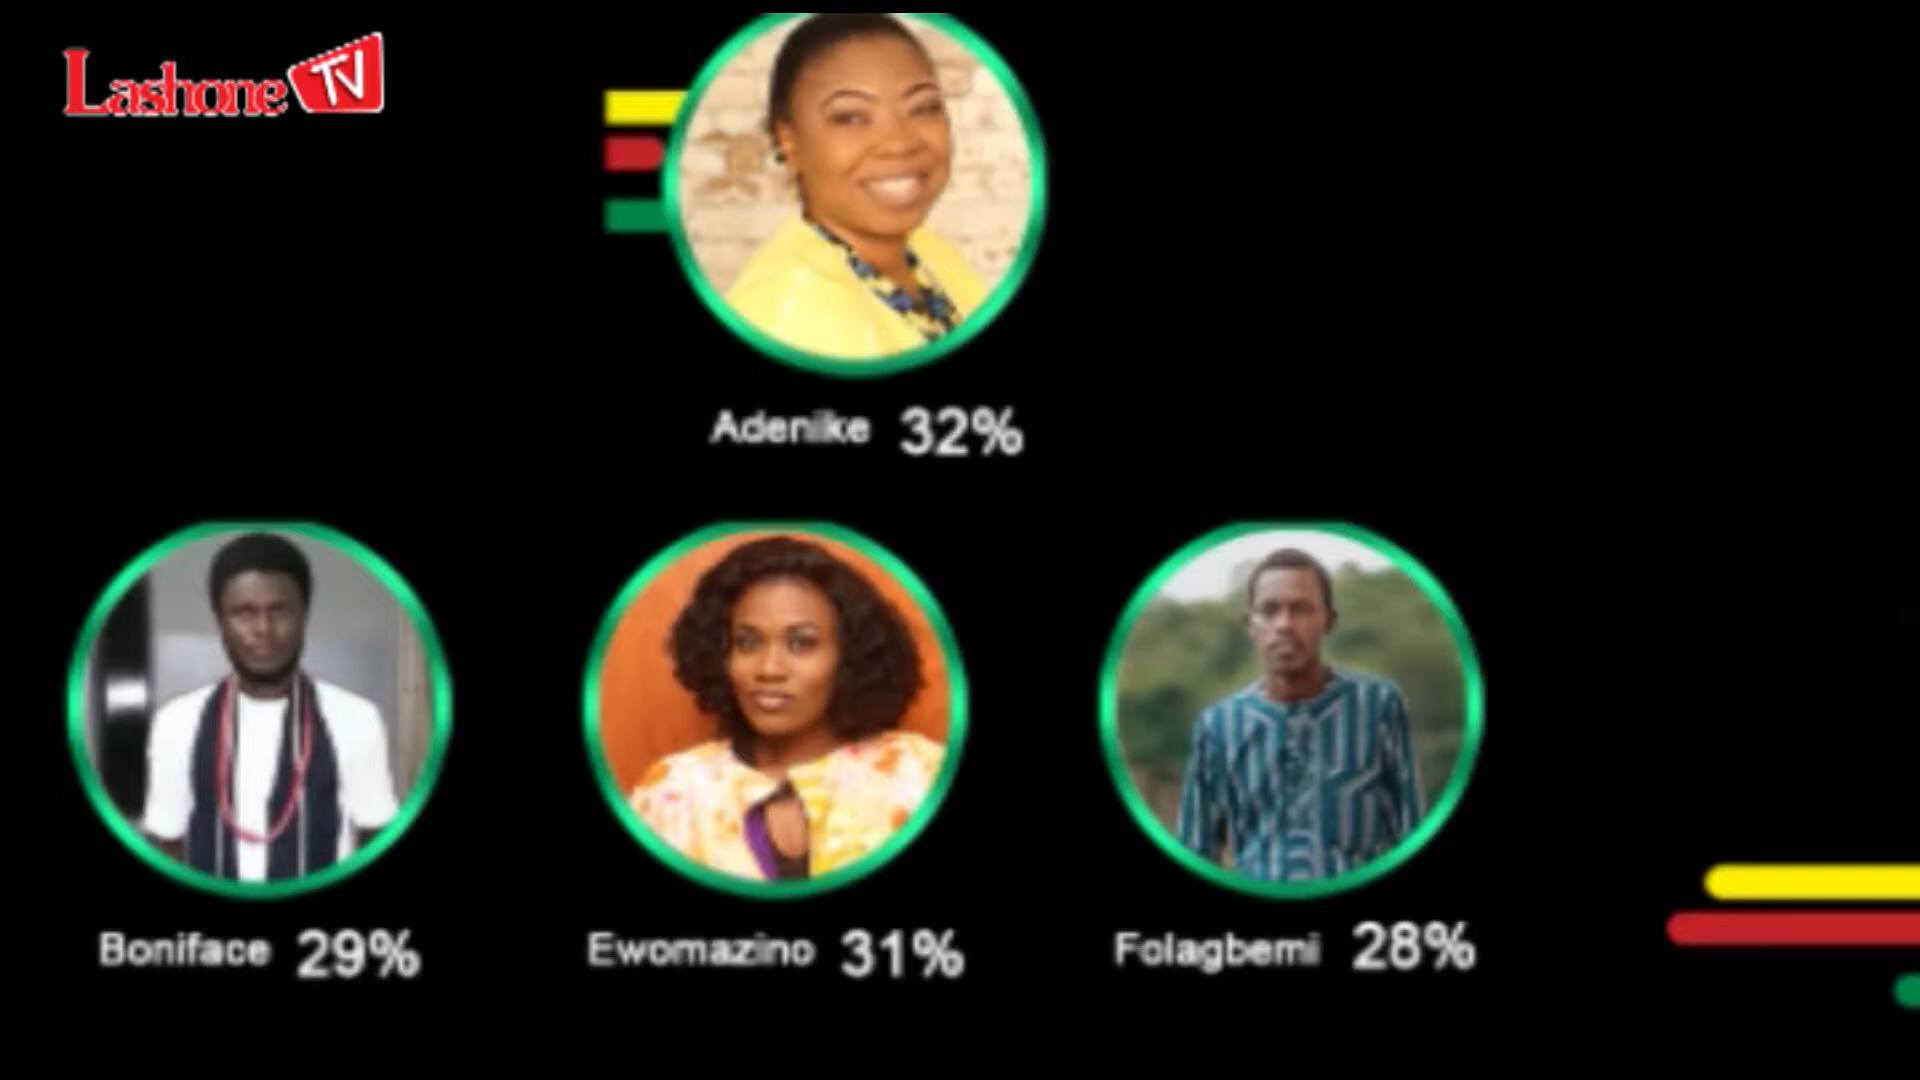 Lashone TV
Adenike 32%
Boniface 29%
Ewomazino 31%
Folagbemi 28%